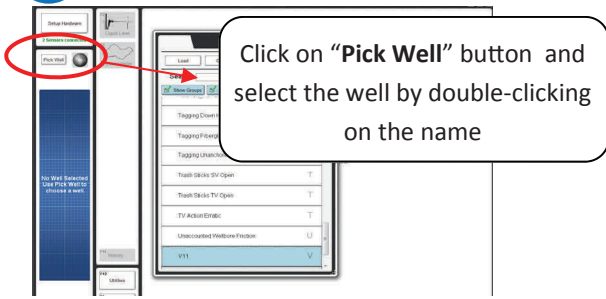 Setup Hardware
2 Sensors connected
Liquid Level
Pick Well
Load
Click on “Pick Well” button and
select the well by double-clicking
on the name
Show Groups
Tagging Down
Tagging
Tagging
Trash Sticks SV Open T
Trash Sticks TV Open T
TV Action Erratic T
Unaccounted Wellbore Friction U
V11 V
No Well Selected
Use Pick Well to
choose a well.
History
Utilities